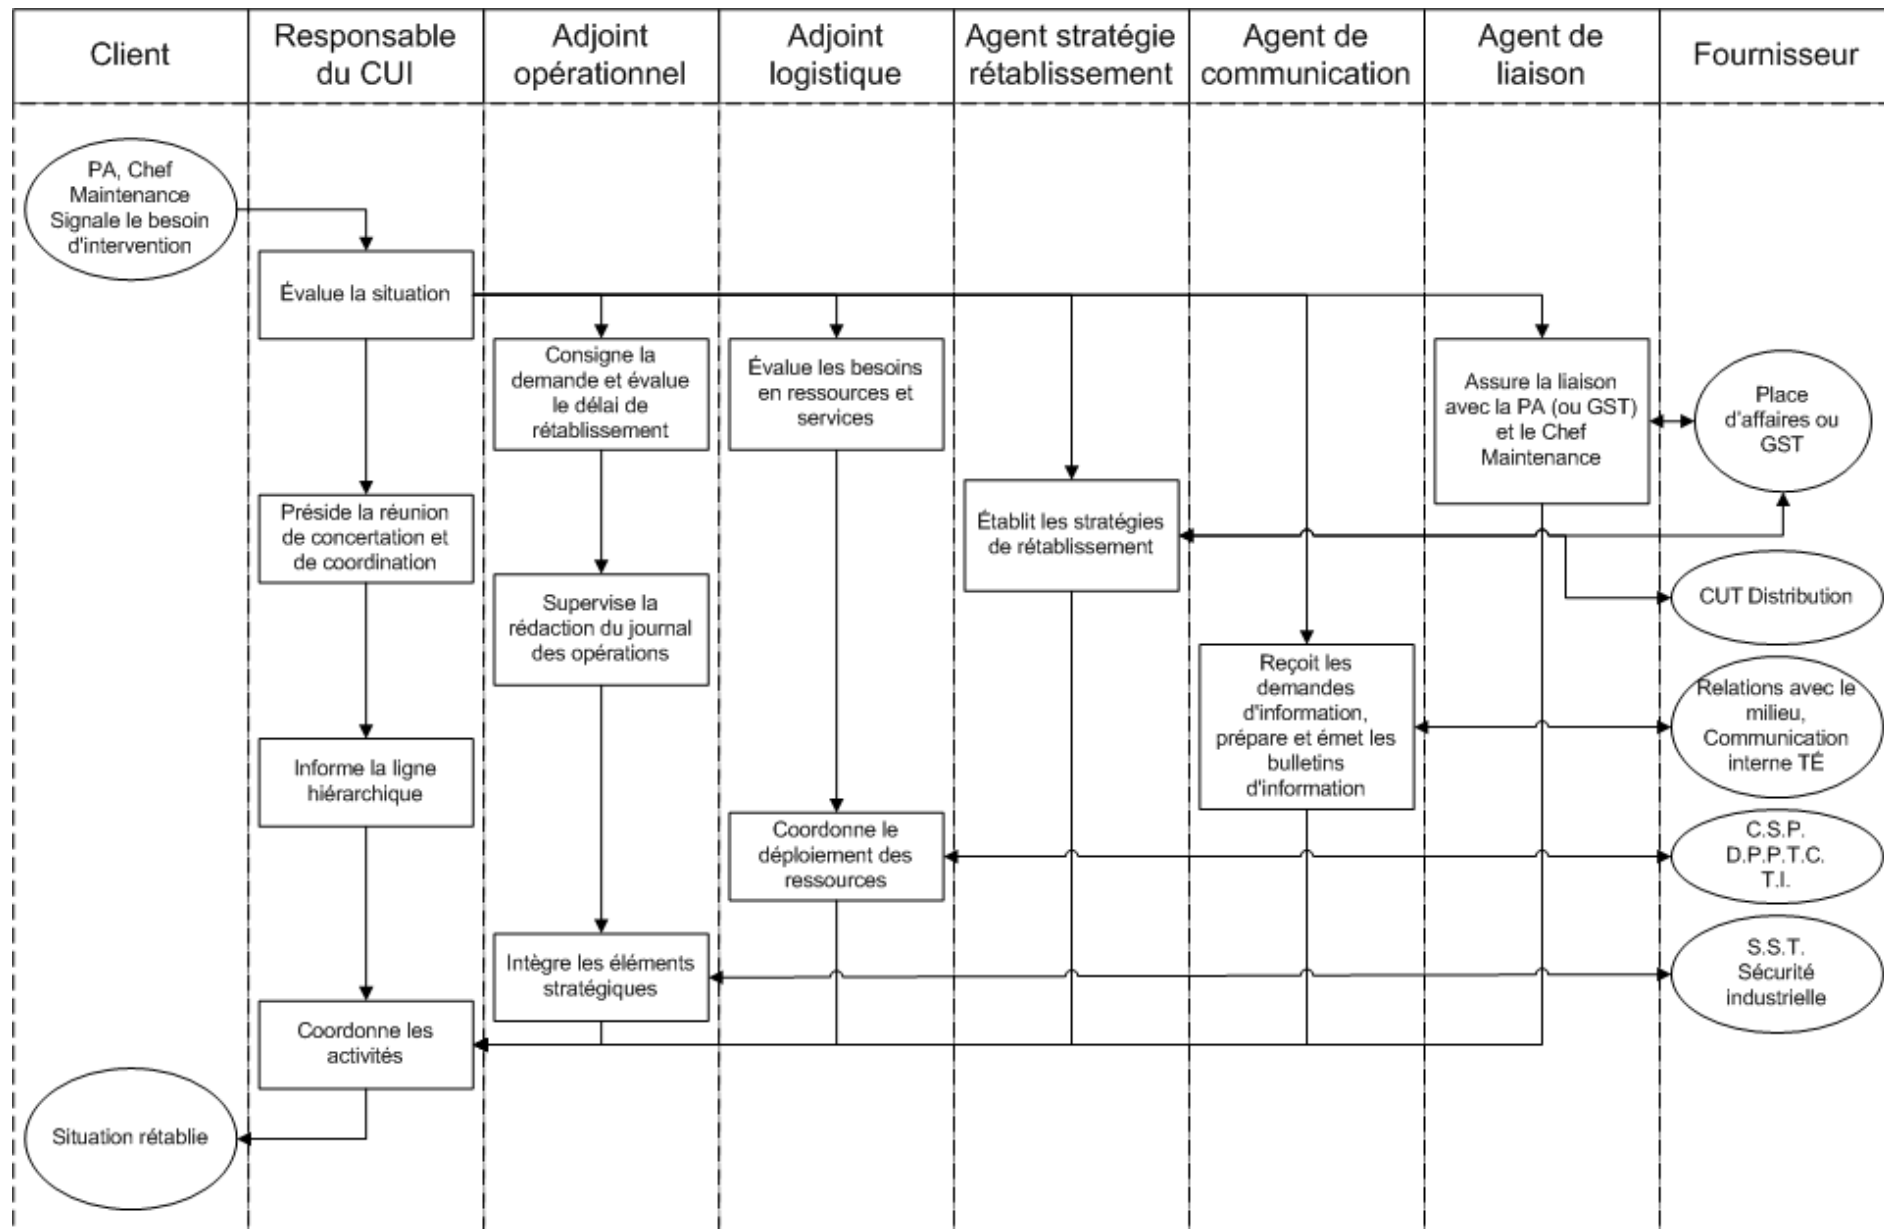 Client
Responsable
du CUI
Adjoint
opérationnel
Adjoint
logistique
Agent stratégie
rétablissement
Agent de
communication
Agent de
liaison
Fournisseur
PA, Chef
Maintenance
Signale le besoin
d'intervention
Évalue la situation
Consigne la
demande et évalue
le délai de
rétablissement
Évalue les besoins
en ressources et
services
Assure la liaison
avec la PA (ou GST)
et le Chef
Maintenance
Place
d'affaires ou
GST
Préside la réunion
de concertation et
de coordination
Établit les stratégies
de rétablissement
Supervise la
rédaction du journal
des opérations
CUT Distribution
Reçoit les
demandes
d'information,
prépare et émet les
bulletins
d'information
Relations avec le
milieu,
Communication
interne TÉ
Informe la ligne
hiérarchique
Coordonne le
déploiement des
ressources
C.S.P.
D.P.P.T.C.
T.I.
Intègre les éléments
stratégiques
S.S.T.
Sécurité
industrielle
Coordonne les
activités
Situation rétablie